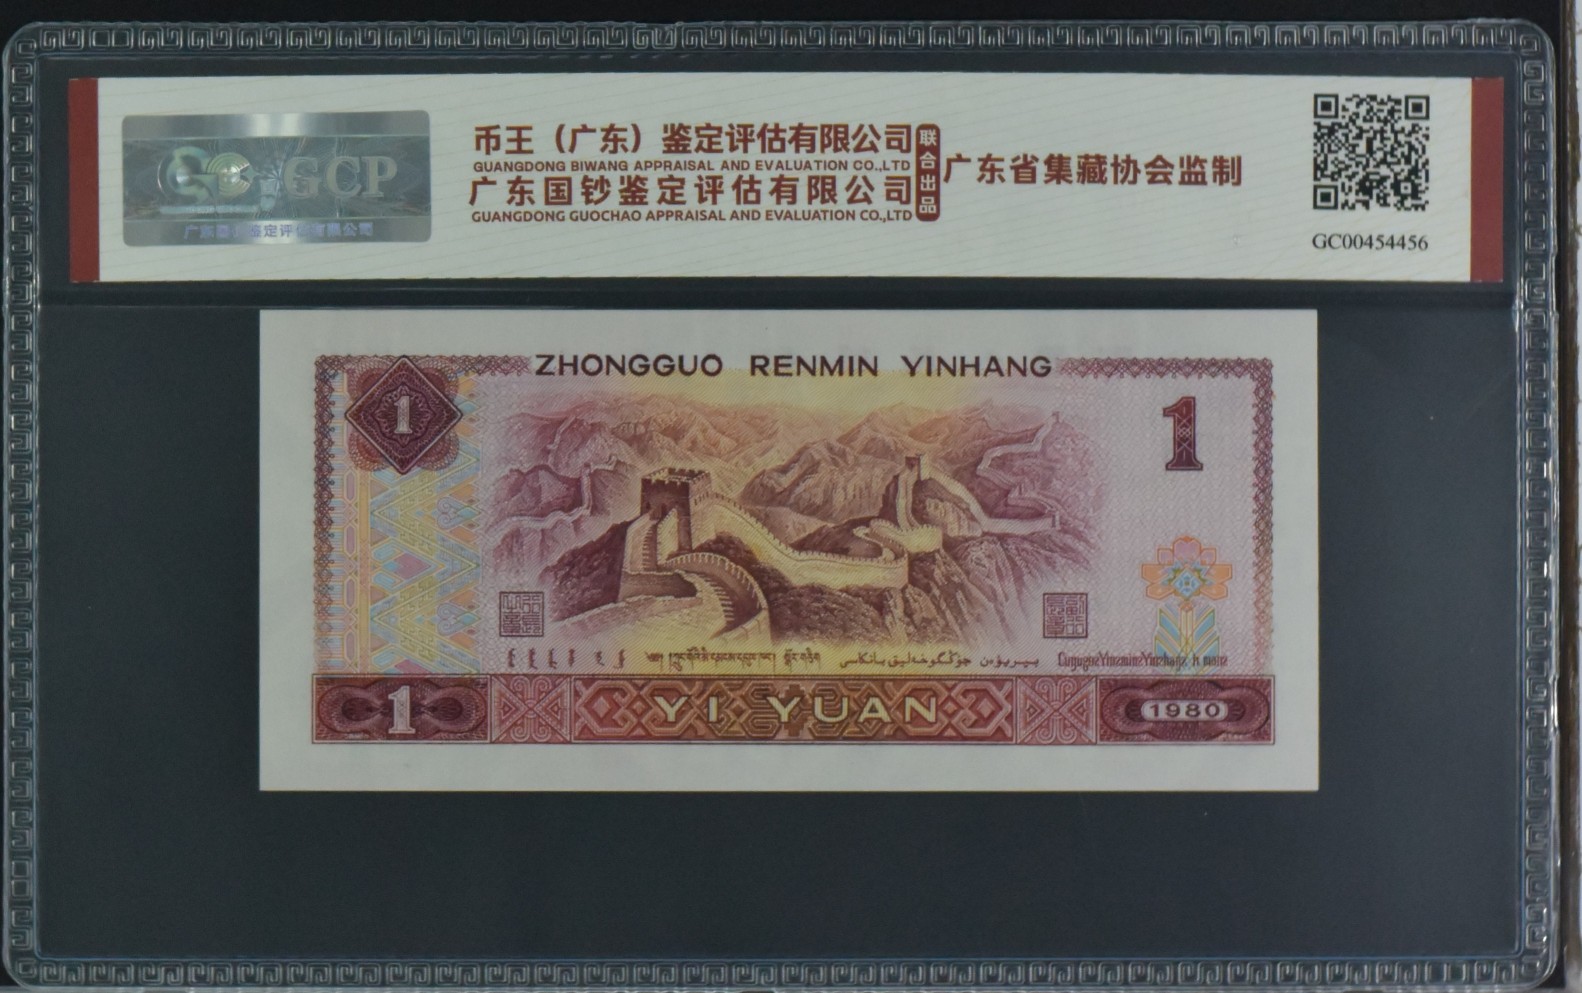 GCP
币王（广东）鉴定评估有限公司
GUANGDONG BIWANG APPRAISAL AND EVALUATION CO.,LTD
广东国钞鉴定评估有限公司
GUANGDONG GUOCHAO APPRAISAL AND EVALUATION CO.,LTD
联合出品
广东省集藏协会监制
GC00454456
ZHONGGUO RENMIN YINHANG
1
1
1
YI YUAN
1980